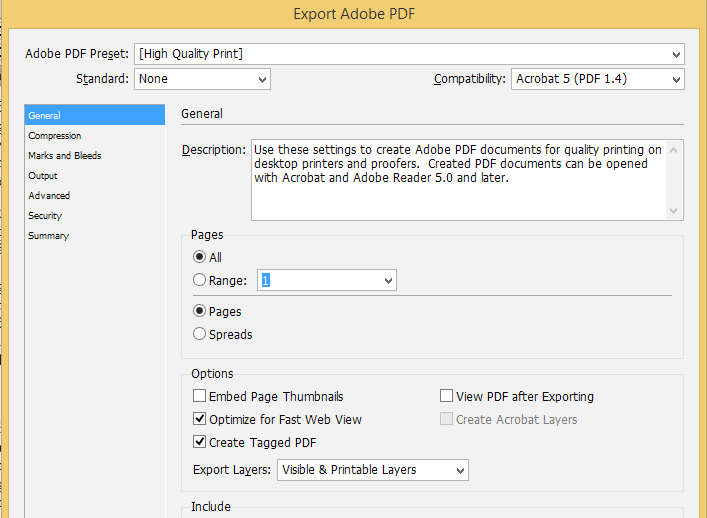 Export Adobe PDF
Adobe PDF Preset: [High Quality Print]
Standard: None Compatibility: Acrobat 5 (PDF 1.4)
General
Compression
Marks and Bleeds
Output
Advanced
Security
Summary
General
Description: Use these settings to create Adobe PDF documents for quality printing on
desktop printers and proofers. Created PDF documents can be opened
with Acrobat and Adobe Reader 5.0 and later.
Pages
All
Range: 1
Pages
Spreads
Options
Embed Page Thumbnails View PDF after Exporting
Optimize for Fast Web View Create Acrobat Layers
Create Tagged PDF
Export Layers: Visible & Printable Layers
Include